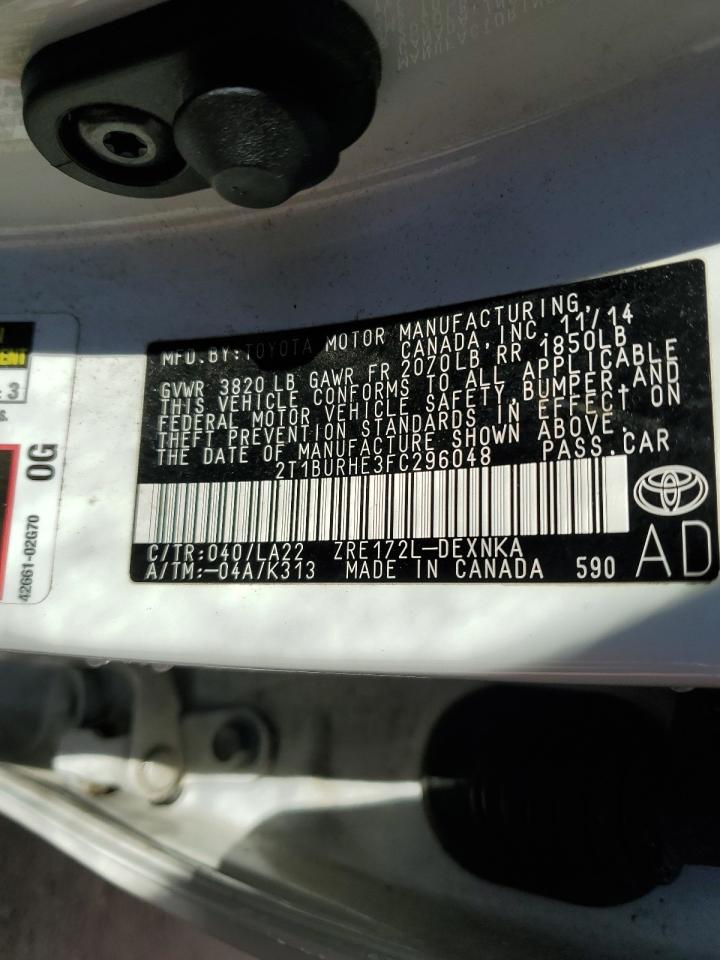 MFD.BY:TOYOTA MOTOR MANUFACTURING,
CANADA, INC. 11/14
GVWR 3820 LB GAWR FR 2070LB, RR 1850LB
THIS VEHICLE CONFORMS TO ALL APPLICABLE
FEDERAL MOTOR VEHICLE SAFETY, BUMPER, AND
THEFT PREVENTION STANDARDS IN EFFECT ON
THE DATE OF MANUFACTURE SHOWN ABOVE.
2T1BURHE3FC296048 PASS.CAR
C/TR:040/LA22 ZRE172L-DEXNKA
A/TM:-04A/K313 MADE IN CANADA 590
AD
3
0G
42661-02G70